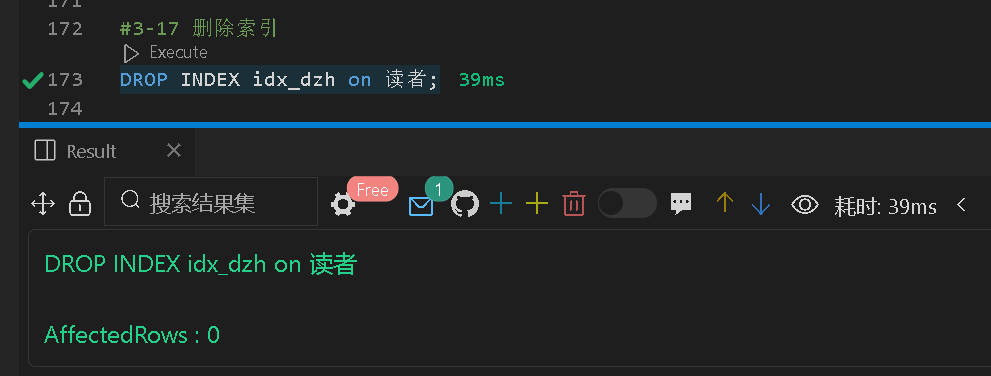 171
172 #3-17 删除索引
Execute
173 DROP INDEX idx_dzh on 读者; 39ms
174
Result
搜索结果集 Free 1 耗时: 39ms
DROP INDEX idx_dzh on 读者
AffectedRows : 0